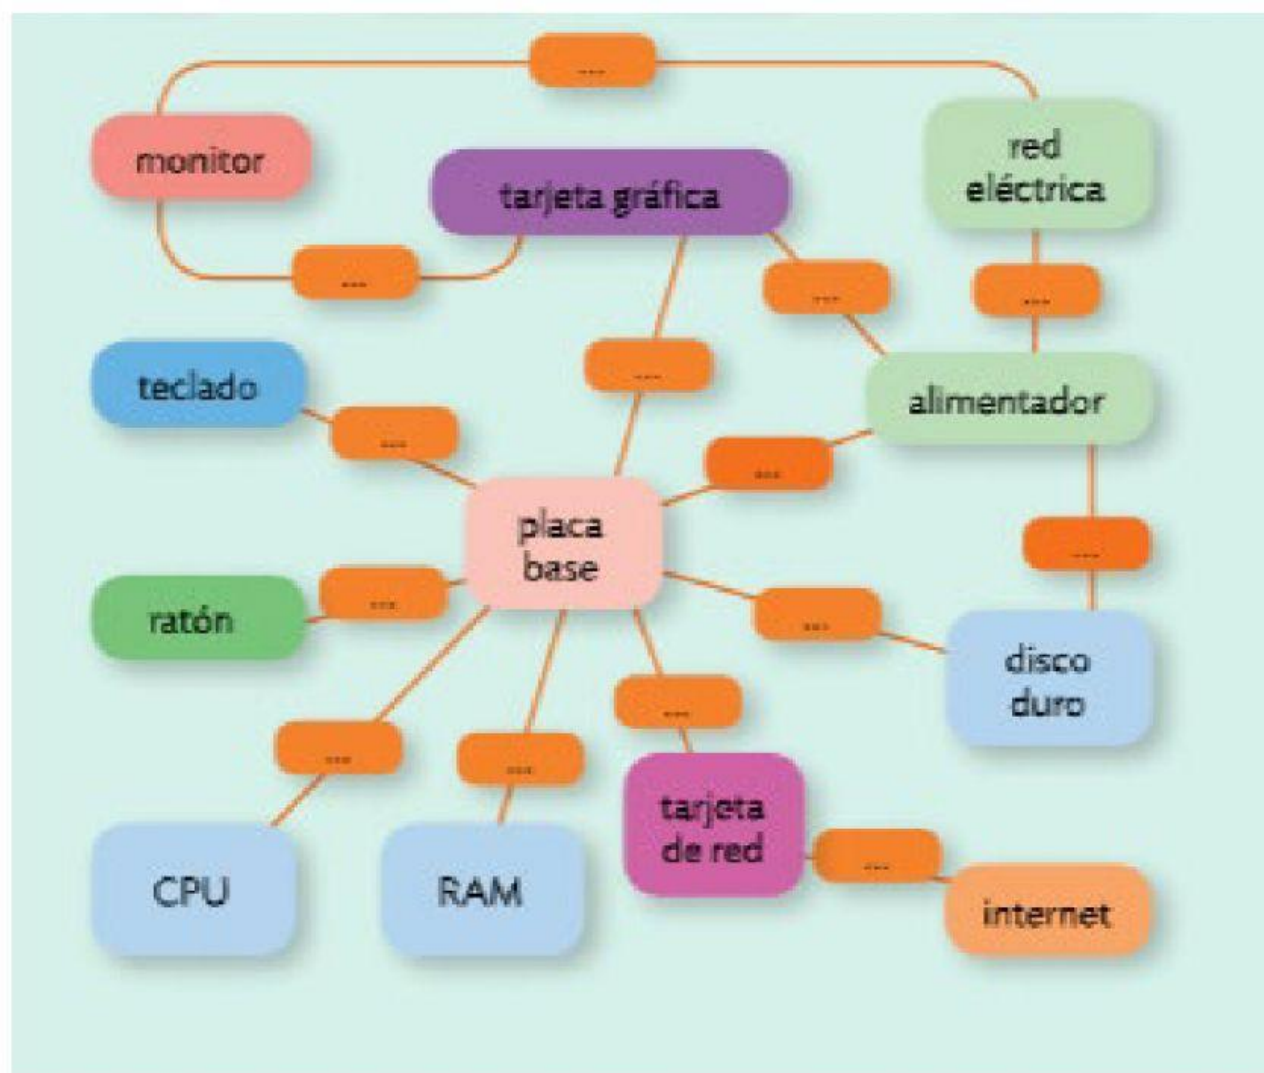 ...
monitor
tarjeta gráfica
red
eléctrica
...
...
...
...
teclado
alimentador
...
...
placa
base
...
ratón
...
...
disco
duro
...
...
...
tarjeta
de red
...
CPU
RAM
internet